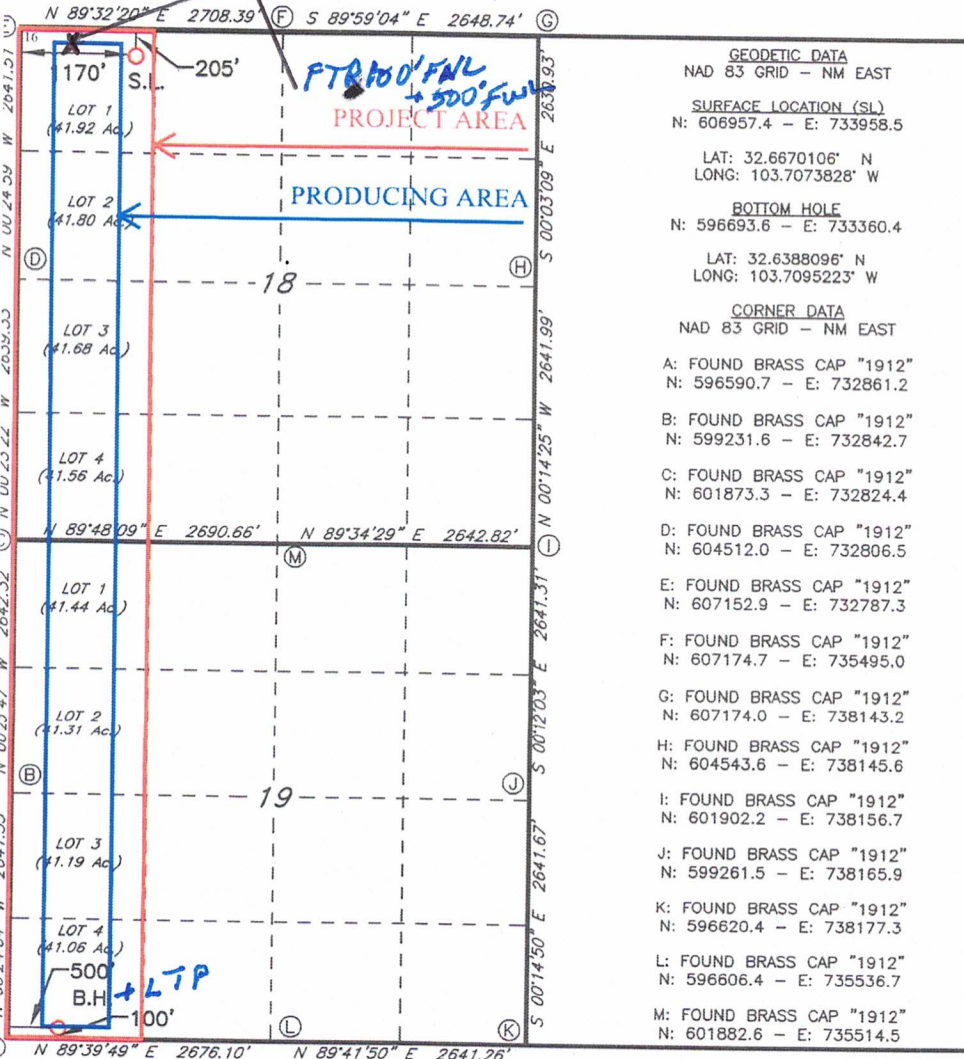 N 89°32'20" E 2708.39' F S 89°59'04" E 2648.74' G
16
170'
S.L.
205'
FNL
+ 500' FWL
PROJECT AREA
PRODUCING AREA
LOT 1
(41.92 Ac.)
LOT 2
(41.80 Ac.)
D
18
H
LOT 3
(41.68 Ac.)
LOT 4
(41.56 Ac.)
N 89°48'09" E 2690.66' N 89°34'29" E 2642.82'
M
I
LOT 1
(41.44 Ac.)
LOT 2
(41.31 Ac.)
B
19
J
LOT 3
(41.19 Ac.)
LOT 4
(41.06 Ac.)
500'
B.H. + LTP
100'
L
K
N 89°39'49" E 2676.10' N 89°41'50" E 2641.26'
2641.57
N 00°24'59 W
2639.33
N 00°23'22 W
2642.32
S 00°03'09" E 2630.93'
N 00°14'25" W 2641.99'
S 00°12'03" E 2641.31'
S 00°14'50" E 2641.67'
GEODETIC DATA
NAD 83 GRID – NM EAST
SURFACE LOCATION (SL)
N: 606957.4 – E: 733958.5
LAT: 32.6670106° N
LONG: 103.7073828° W
BOTTOM HOLE
N: 596693.6 – E: 733360.4
LAT: 32.6388096° N
LONG: 103.7095223° W
CORNER DATA
NAD 83 GRID – NM EAST
A: FOUND BRASS CAP "1912"
N: 596590.7 – E: 732861.2
B: FOUND BRASS CAP "1912"
N: 599231.6 – E: 732842.7
C: FOUND BRASS CAP "1912"
N: 601873.3 – E: 732824.4
D: FOUND BRASS CAP "1912"
N: 604512.0 – E: 732806.5
E: FOUND BRASS CAP "1912"
N: 607152.9 – E: 732787.3
F: FOUND BRASS CAP "1912"
N: 607174.7 – E: 735495.0
G: FOUND BRASS CAP "1912"
N: 607174.0 – E: 738143.2
H: FOUND BRASS CAP "1912"
N: 604543.6 – E: 738145.6
I: FOUND BRASS CAP "1912"
N: 601902.2 – E: 738156.7
J: FOUND BRASS CAP "1912"
N: 599261.5 – E: 738165.9
K: FOUND BRASS CAP "1912"
N: 596620.4 – E: 738177.3
L: FOUND BRASS CAP "1912"
N: 596606.4 – E: 735536.7
M: FOUND BRASS CAP "1912"
N: 601882.6 – E: 735514.5